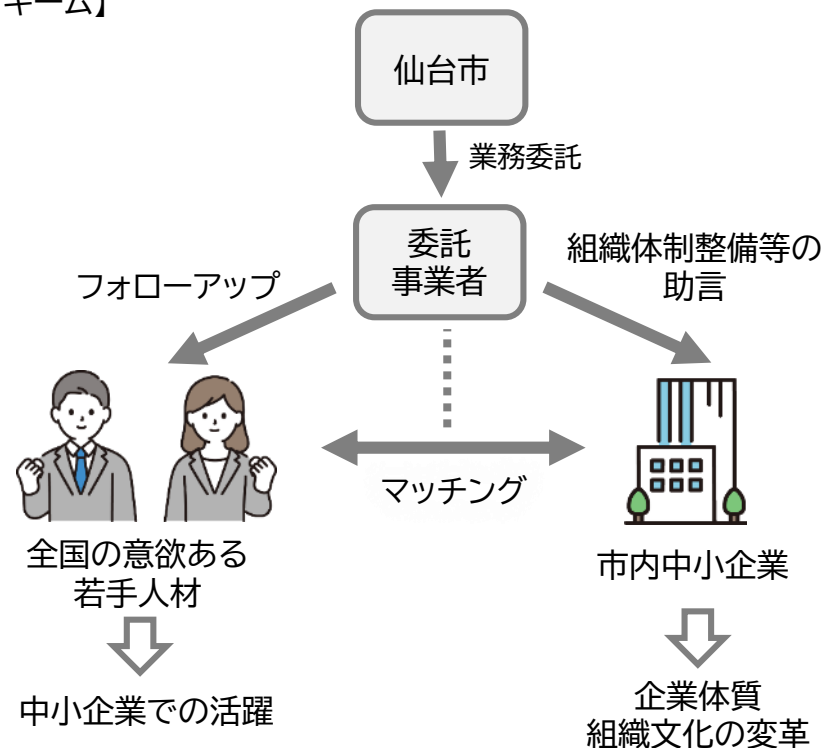 キーム】
仙台市
業務委託
委託
事業者
フォローアップ
組織体制整備等の
助言
マッチング
全国の意欲ある
若手人材
市内中小企業
中小企業での活躍
企業体質
組織文化の変革